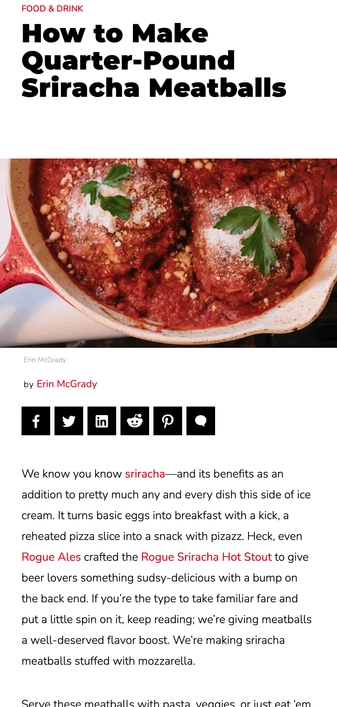 FOOD & DRINK
How to Make
Quarter-Pound
Sriracha Meatballs
Erin McGrady
by Erin McGrady
We know you know sriracha—and its benefits as an
addition to pretty much any and every dish this side of ice
cream. It turns basic eggs into breakfast with a kick, a
reheated pizza slice into a snack with pizazz. Heck, even
Rogue Ales crafted the Rogue Sriracha Hot Stout to give
beer lovers something sudsy-delicious with a bump on
the back end. If you’re the type to take familiar fare and
put a little spin on it, keep reading; we’re giving meatballs
a well-deserved flavor boost. We’re making sriracha
meatballs stuffed with mozzarella.
Serve these meatballs with pasta, veggies, or just eat ‘em